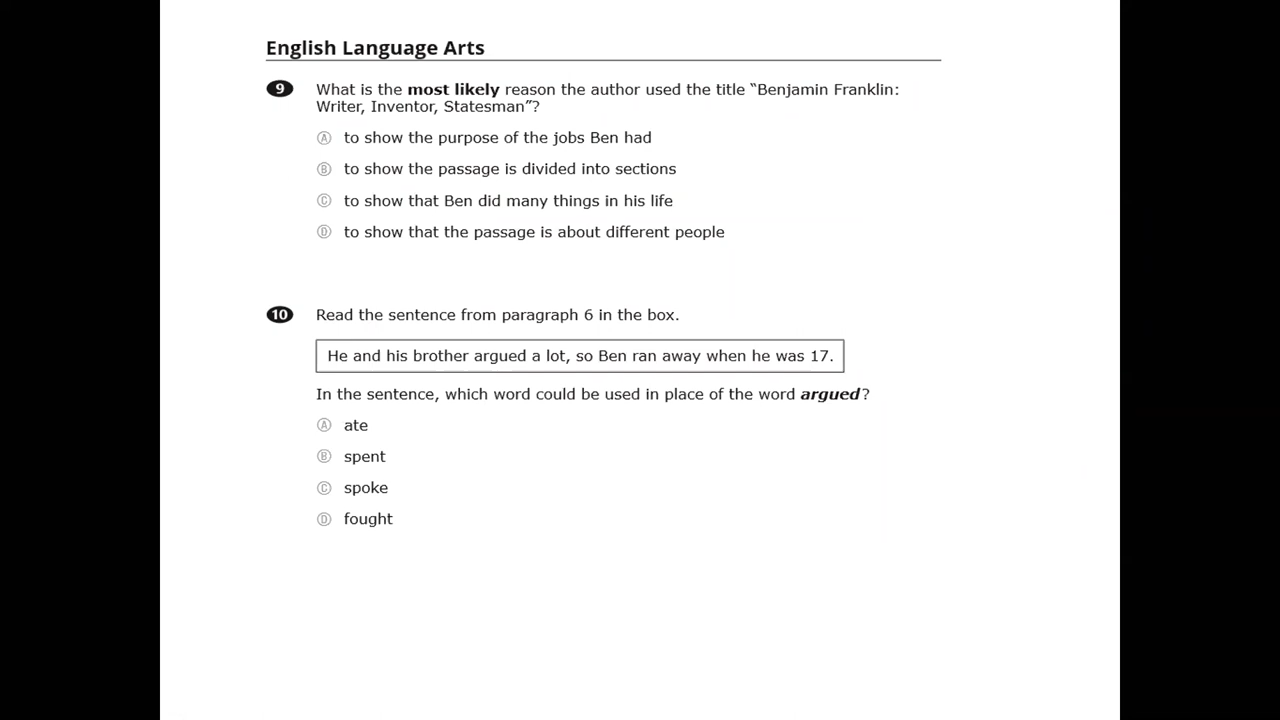 English Language Arts
9 What is the most likely reason the author used the title “Benjamin Franklin:
Writer, Inventor, Statesman”?
Ⓐ to show the purpose of the jobs Ben had
Ⓑ to show the passage is divided into sections
Ⓒ to show that Ben did many things in his life
Ⓓ to show that the passage is about different people
10 Read the sentence from paragraph 6 in the box.
He and his brother argued a lot, so Ben ran away when he was 17.
In the sentence, which word could be used in place of the word argued?
Ⓐ ate
Ⓑ spent
Ⓒ spoke
Ⓓ fought